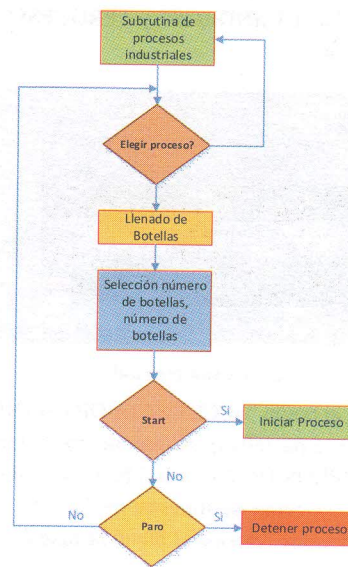 Subrutina de
procesos
industriales
Elegir proceso?
Llenado de
Botellas
Selección número
de botellas,
número de
botellas
Start
Si
Iniciar Proceso
No
No
Paro
Si
Detener proceso